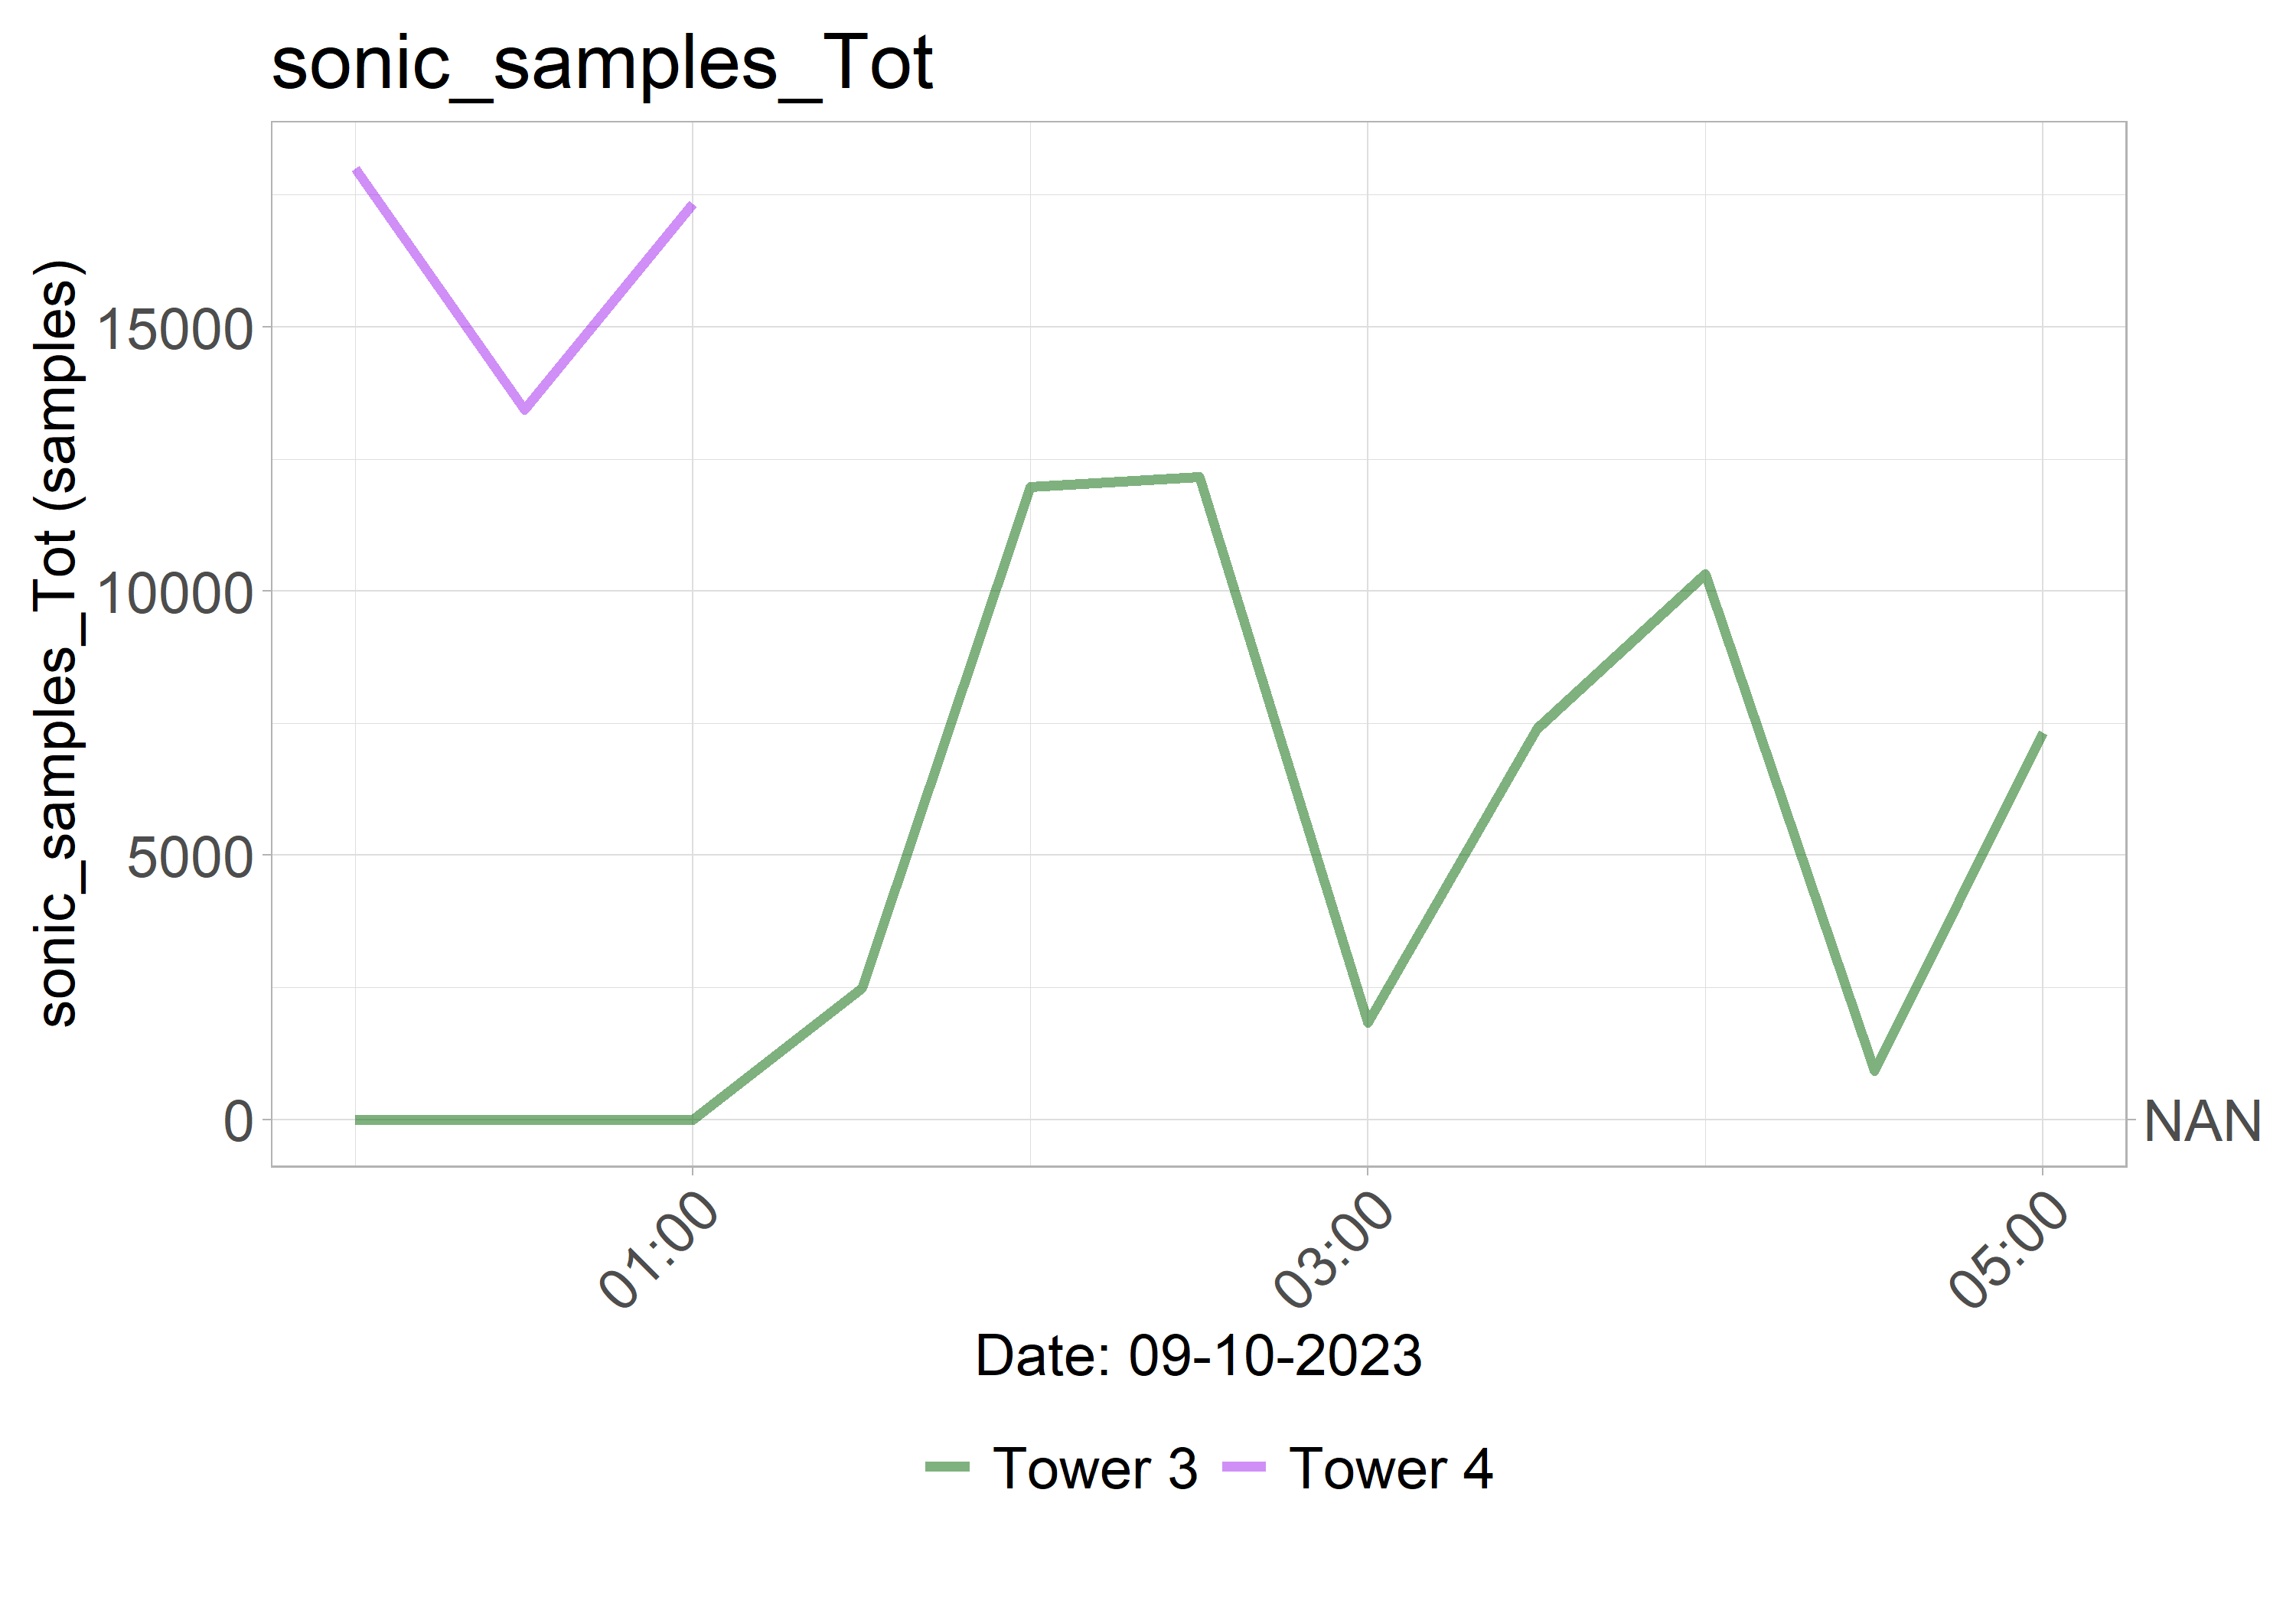 sonic_samples_Tot
sonic_samples_Tot (samples)
15000
10000
5000
0
NAN
01:00
03:00
05:00
Date: 09-10-2023
Tower 3
Tower 4